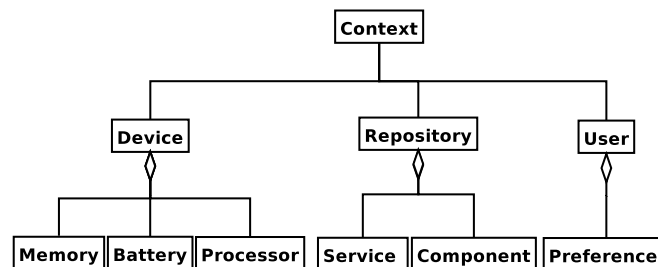 Context
Device
Repository
User
Memory
Battery
Processor
Service
Component
Preference